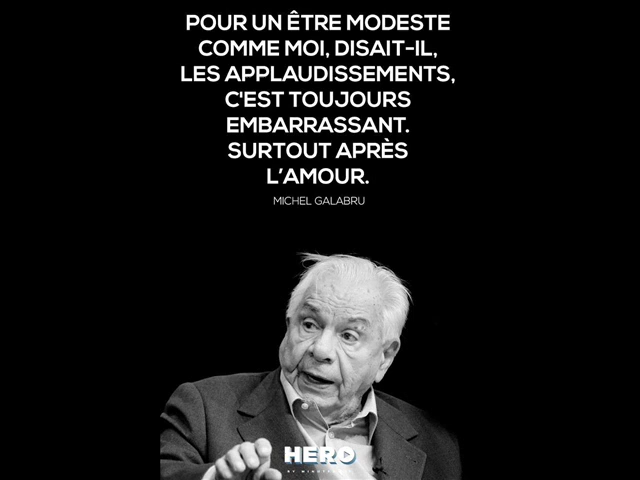 POUR UN ÊTRE MODESTE
COMME MOI, DISAIT-IL,
LES APPLAUDISSEMENTS,
C'EST TOUJOURS
EMBARRASSANT.
SURTOUT APRÈS
L’AMOUR.
MICHEL GALABRU
HERO